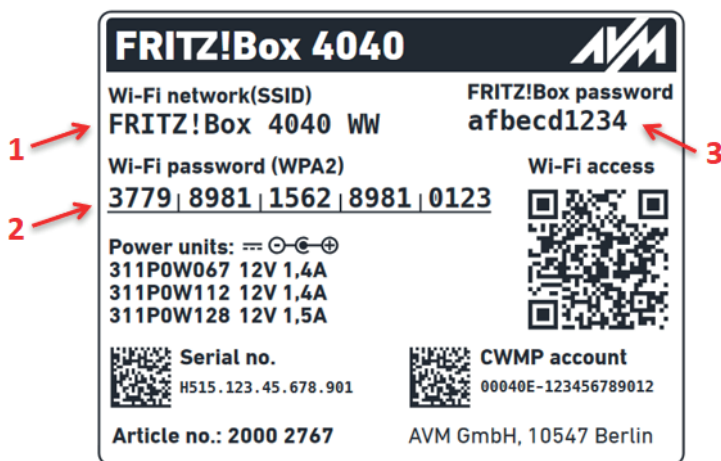 FRITZ!Box 4040 AVM
Wi-Fi network(SSID) FRITZ!Box password
1 FRITZ!Box 4040 WW afbecd1234 3
Wi-Fi password (WPA2) Wi-Fi access
2 3779 8981 1562 8981 0123
Power units:
311P0W067 12V 1,4A
311P0W112 12V 1,4A
311P0W128 12V 1,5A
Serial no. CWMP account
H515.123.45.678.901 00040E-123456789012
Article no.: 2000 2767 AVM GmbH, 10547 Berlin